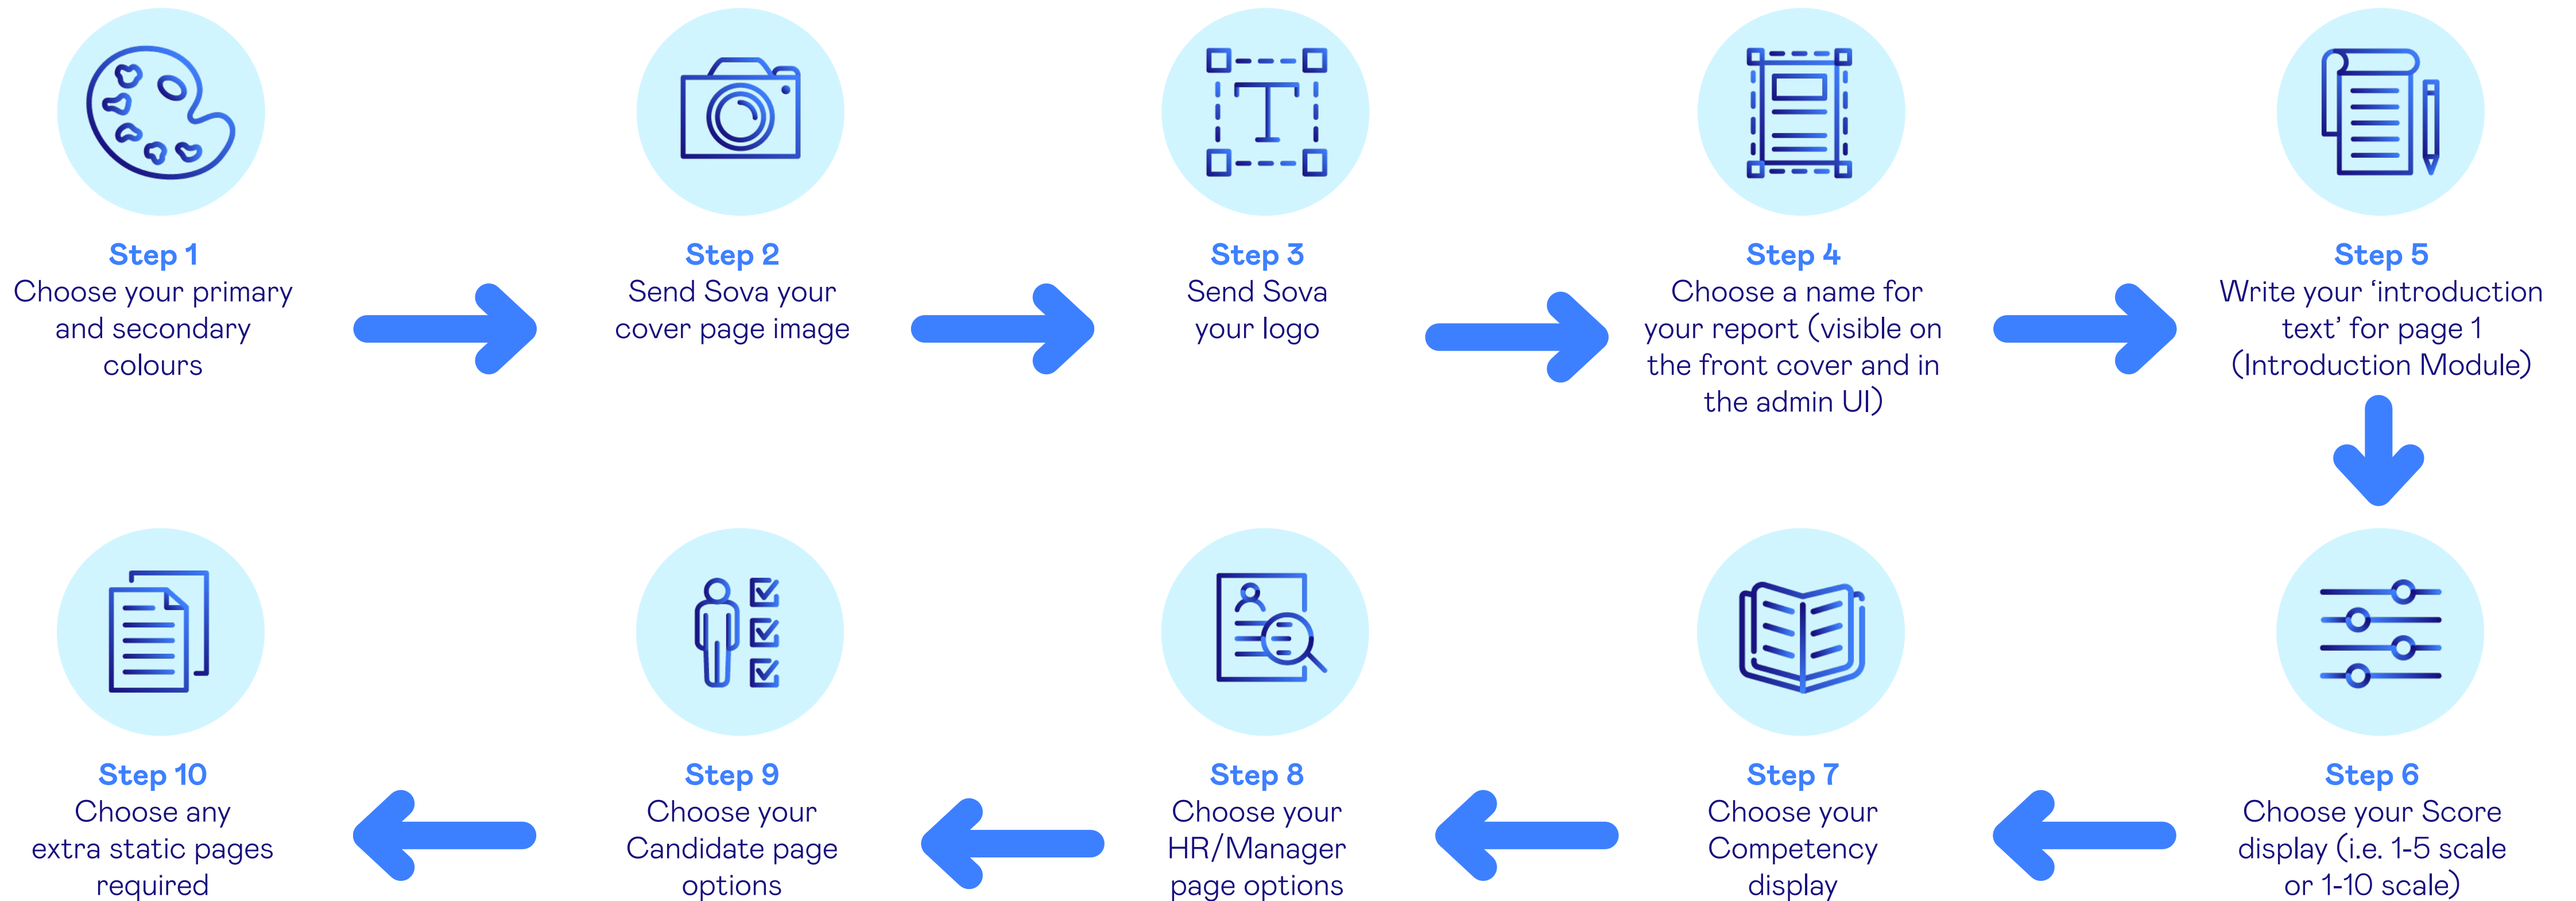 Step 1
Choose your primary
and secondary
colours
Step 2
Send Sova your
cover page image
Step 3
Send Sova
your logo
Step 4
Choose a name for
your report (visible on
the front cover and in
the admin UI)
Step 5
Write your ‘introduction
text’ for page 1
(Introduction Module)
Step 6
Choose your Score
display (i.e. 1-5 scale
or 1-10 scale)
Step 7
Choose your
Competency
display
Step 8
Choose your
HR/Manager
page options
Step 9
Choose your
Candidate page
options
Step 10
Choose any
extra static pages
required